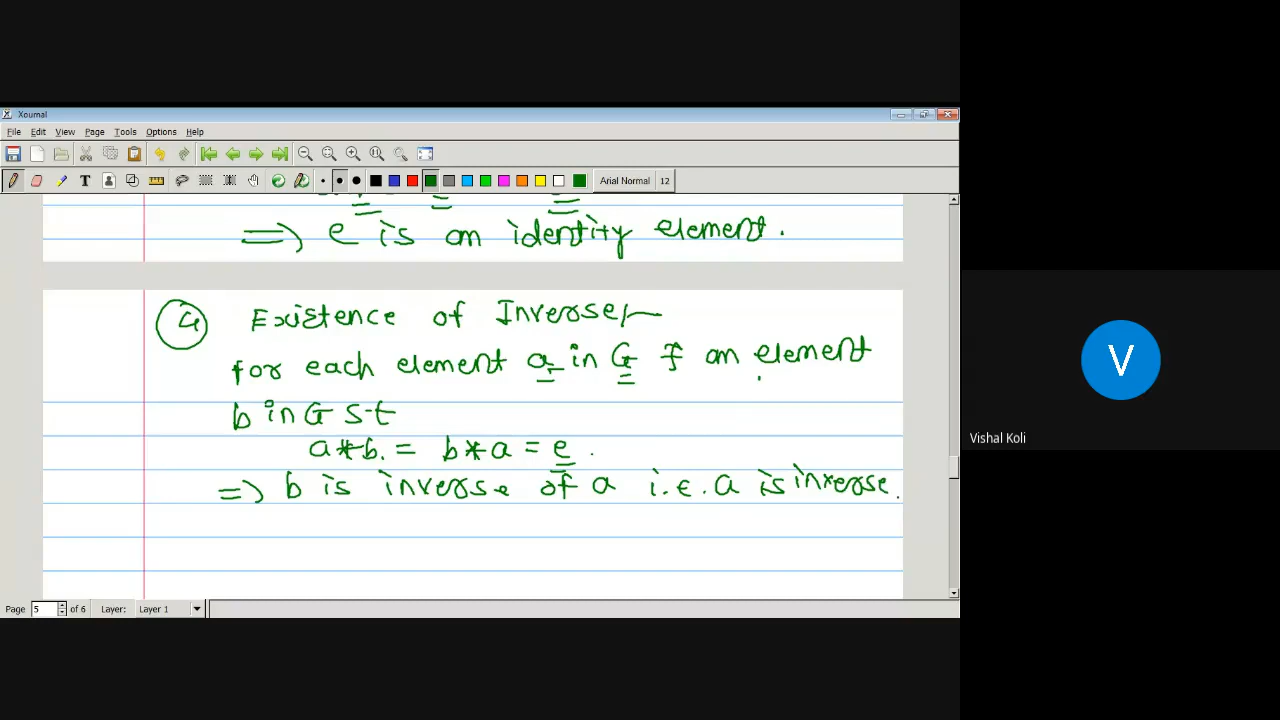 Xournal
File Edit View Page Tools Options Help
Arial Normal 12
=> e is an identity element.
4 Existence of Inverse
for each element a in G ∃ an element
b in G s.t
a*b = b*a = e.
=> b is inverse of a i.e. a is inverse.
Page 5 of 6 Layer: Layer 1
V
Vishal Koli